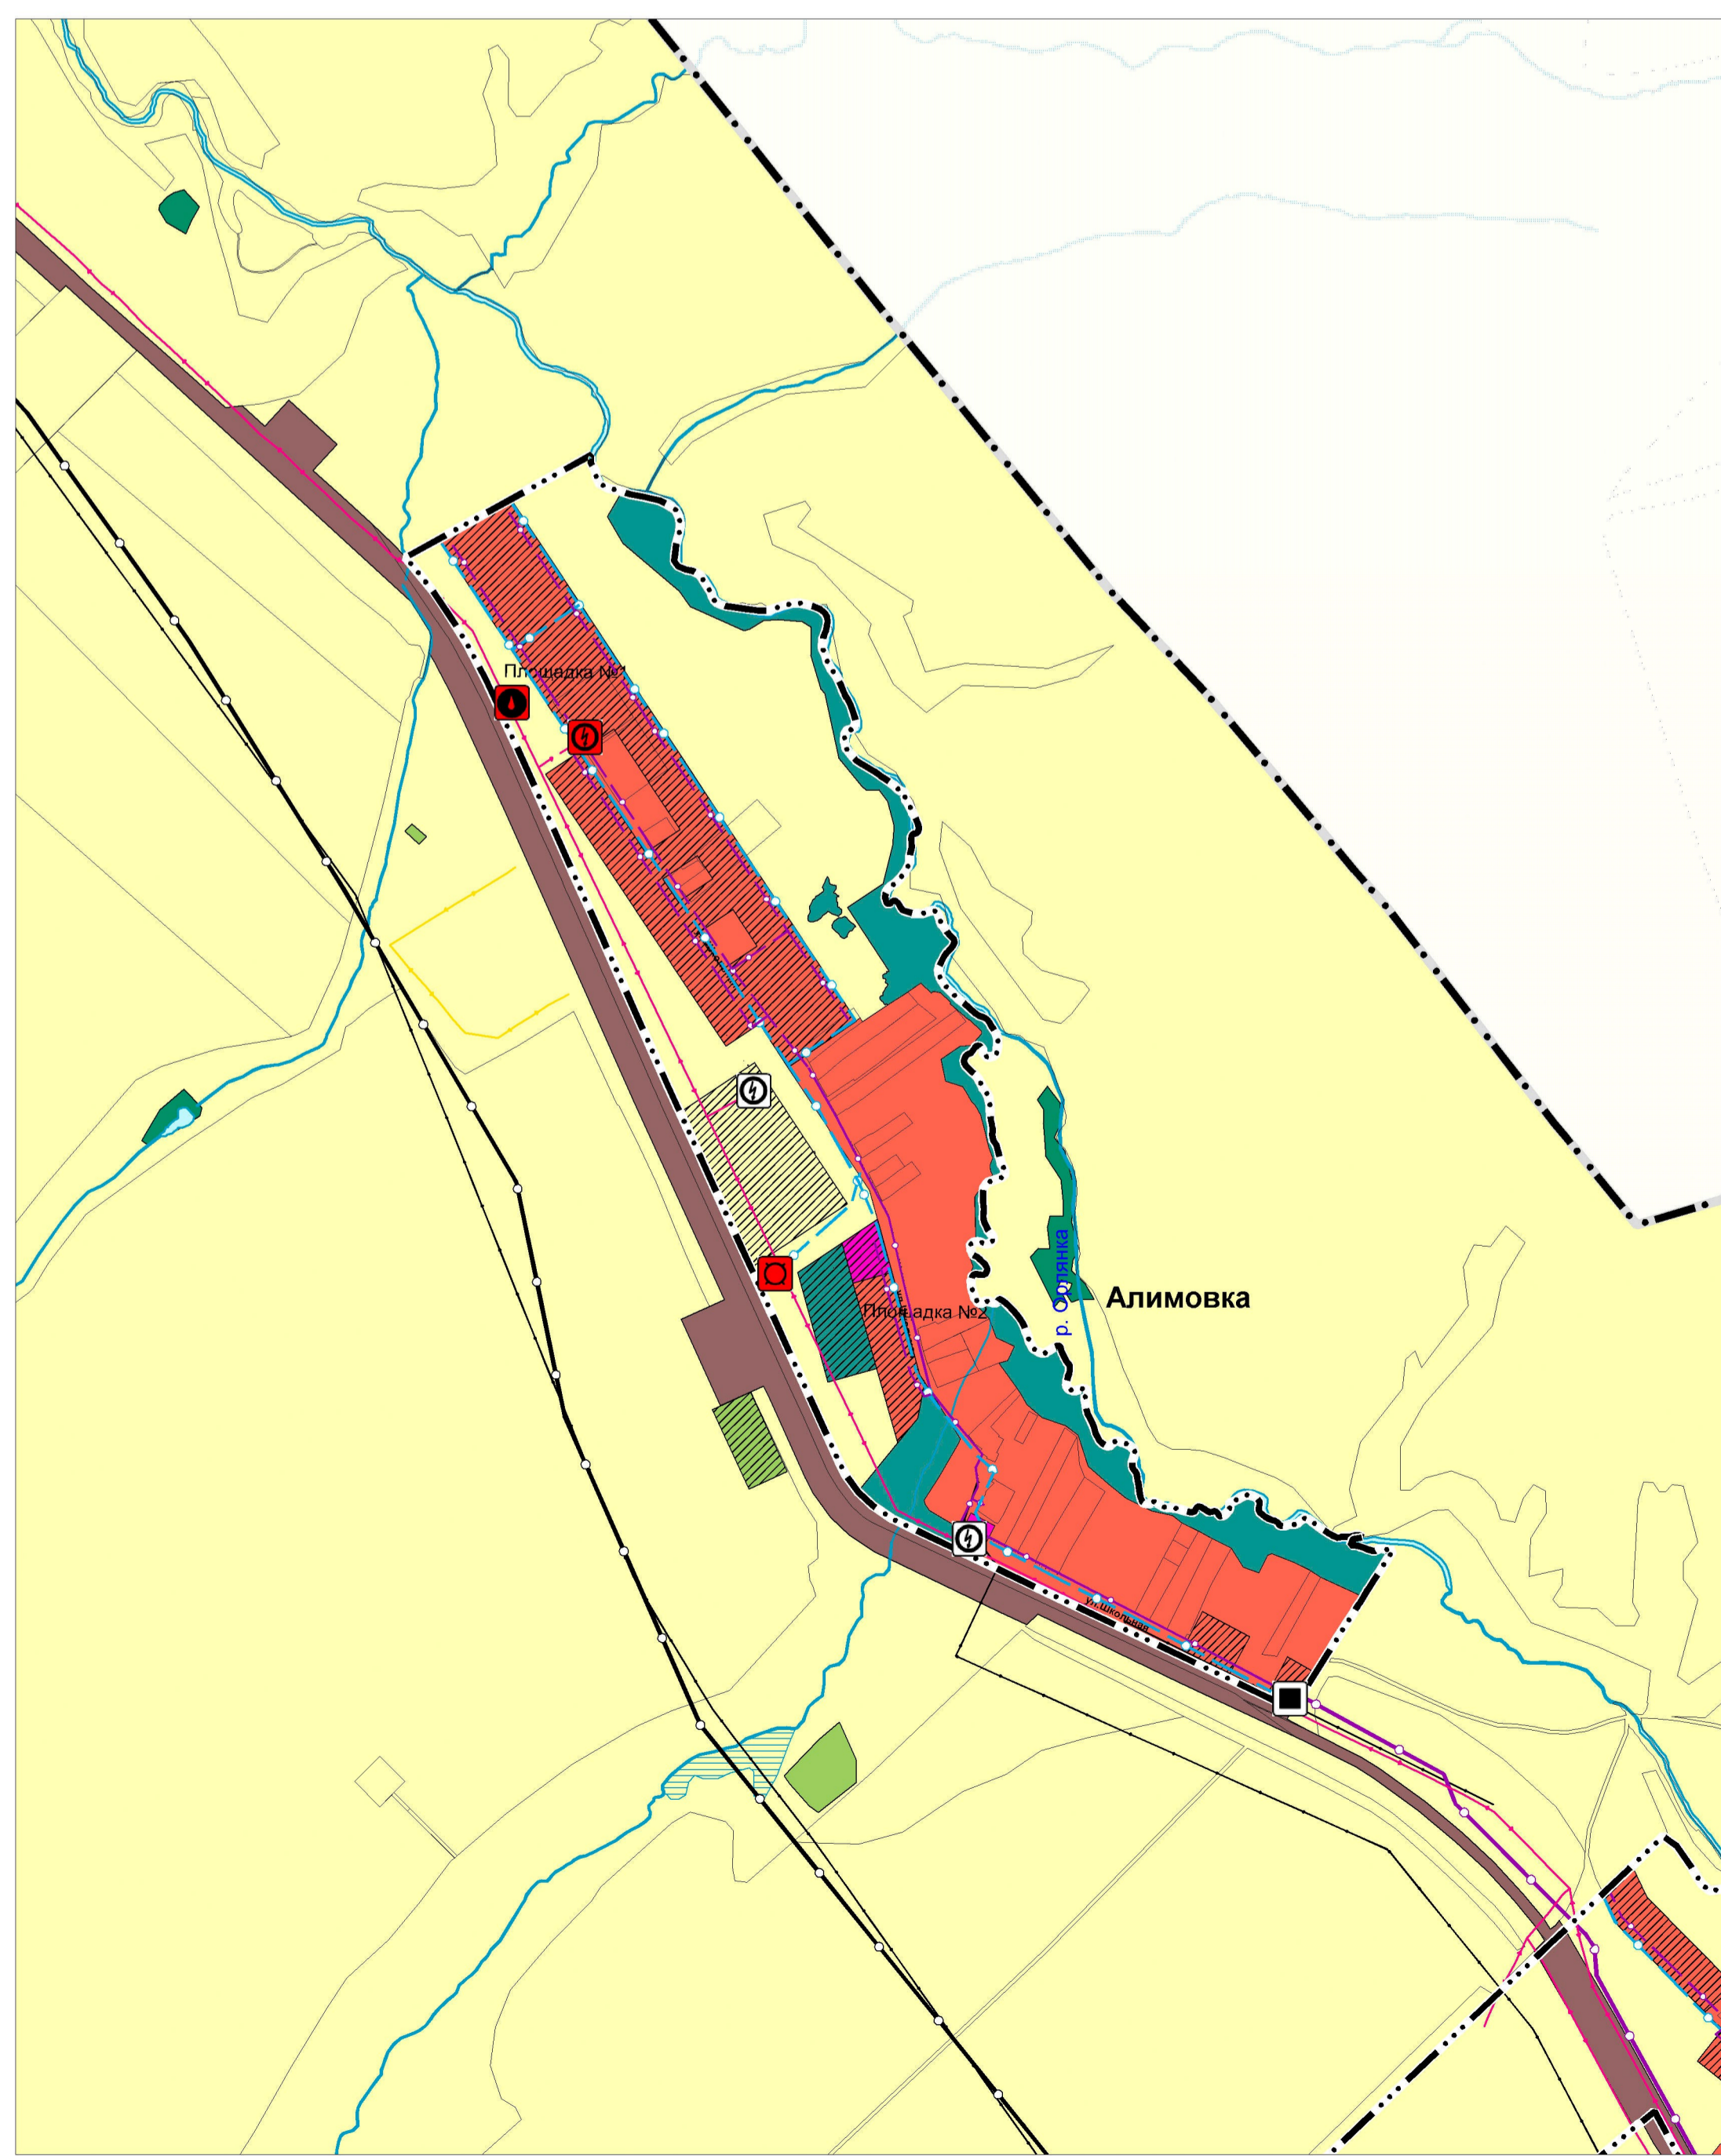 Площадка №1
Площадка №2
р. Орлянка
Алимовка
ул.Школьная